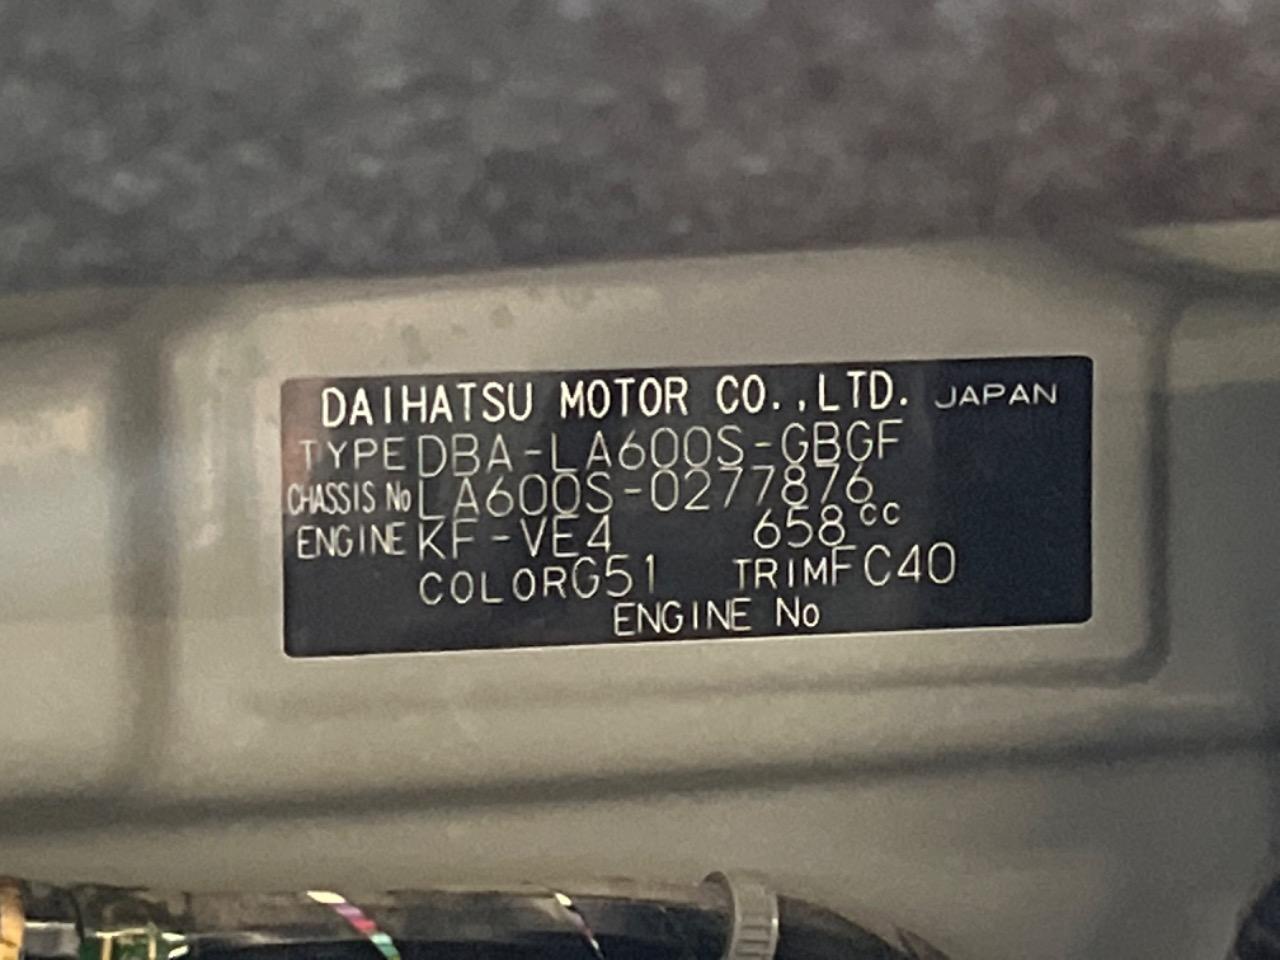 DAIHATSU MOTOR CO.,LTD. JAPAN
TYPE DBA-LA600S-GBGF
CHASSIS No LA600S-0277876
ENGINE KF-VE4 658cc
COLOR G51 TRIM FC40
ENGINE No